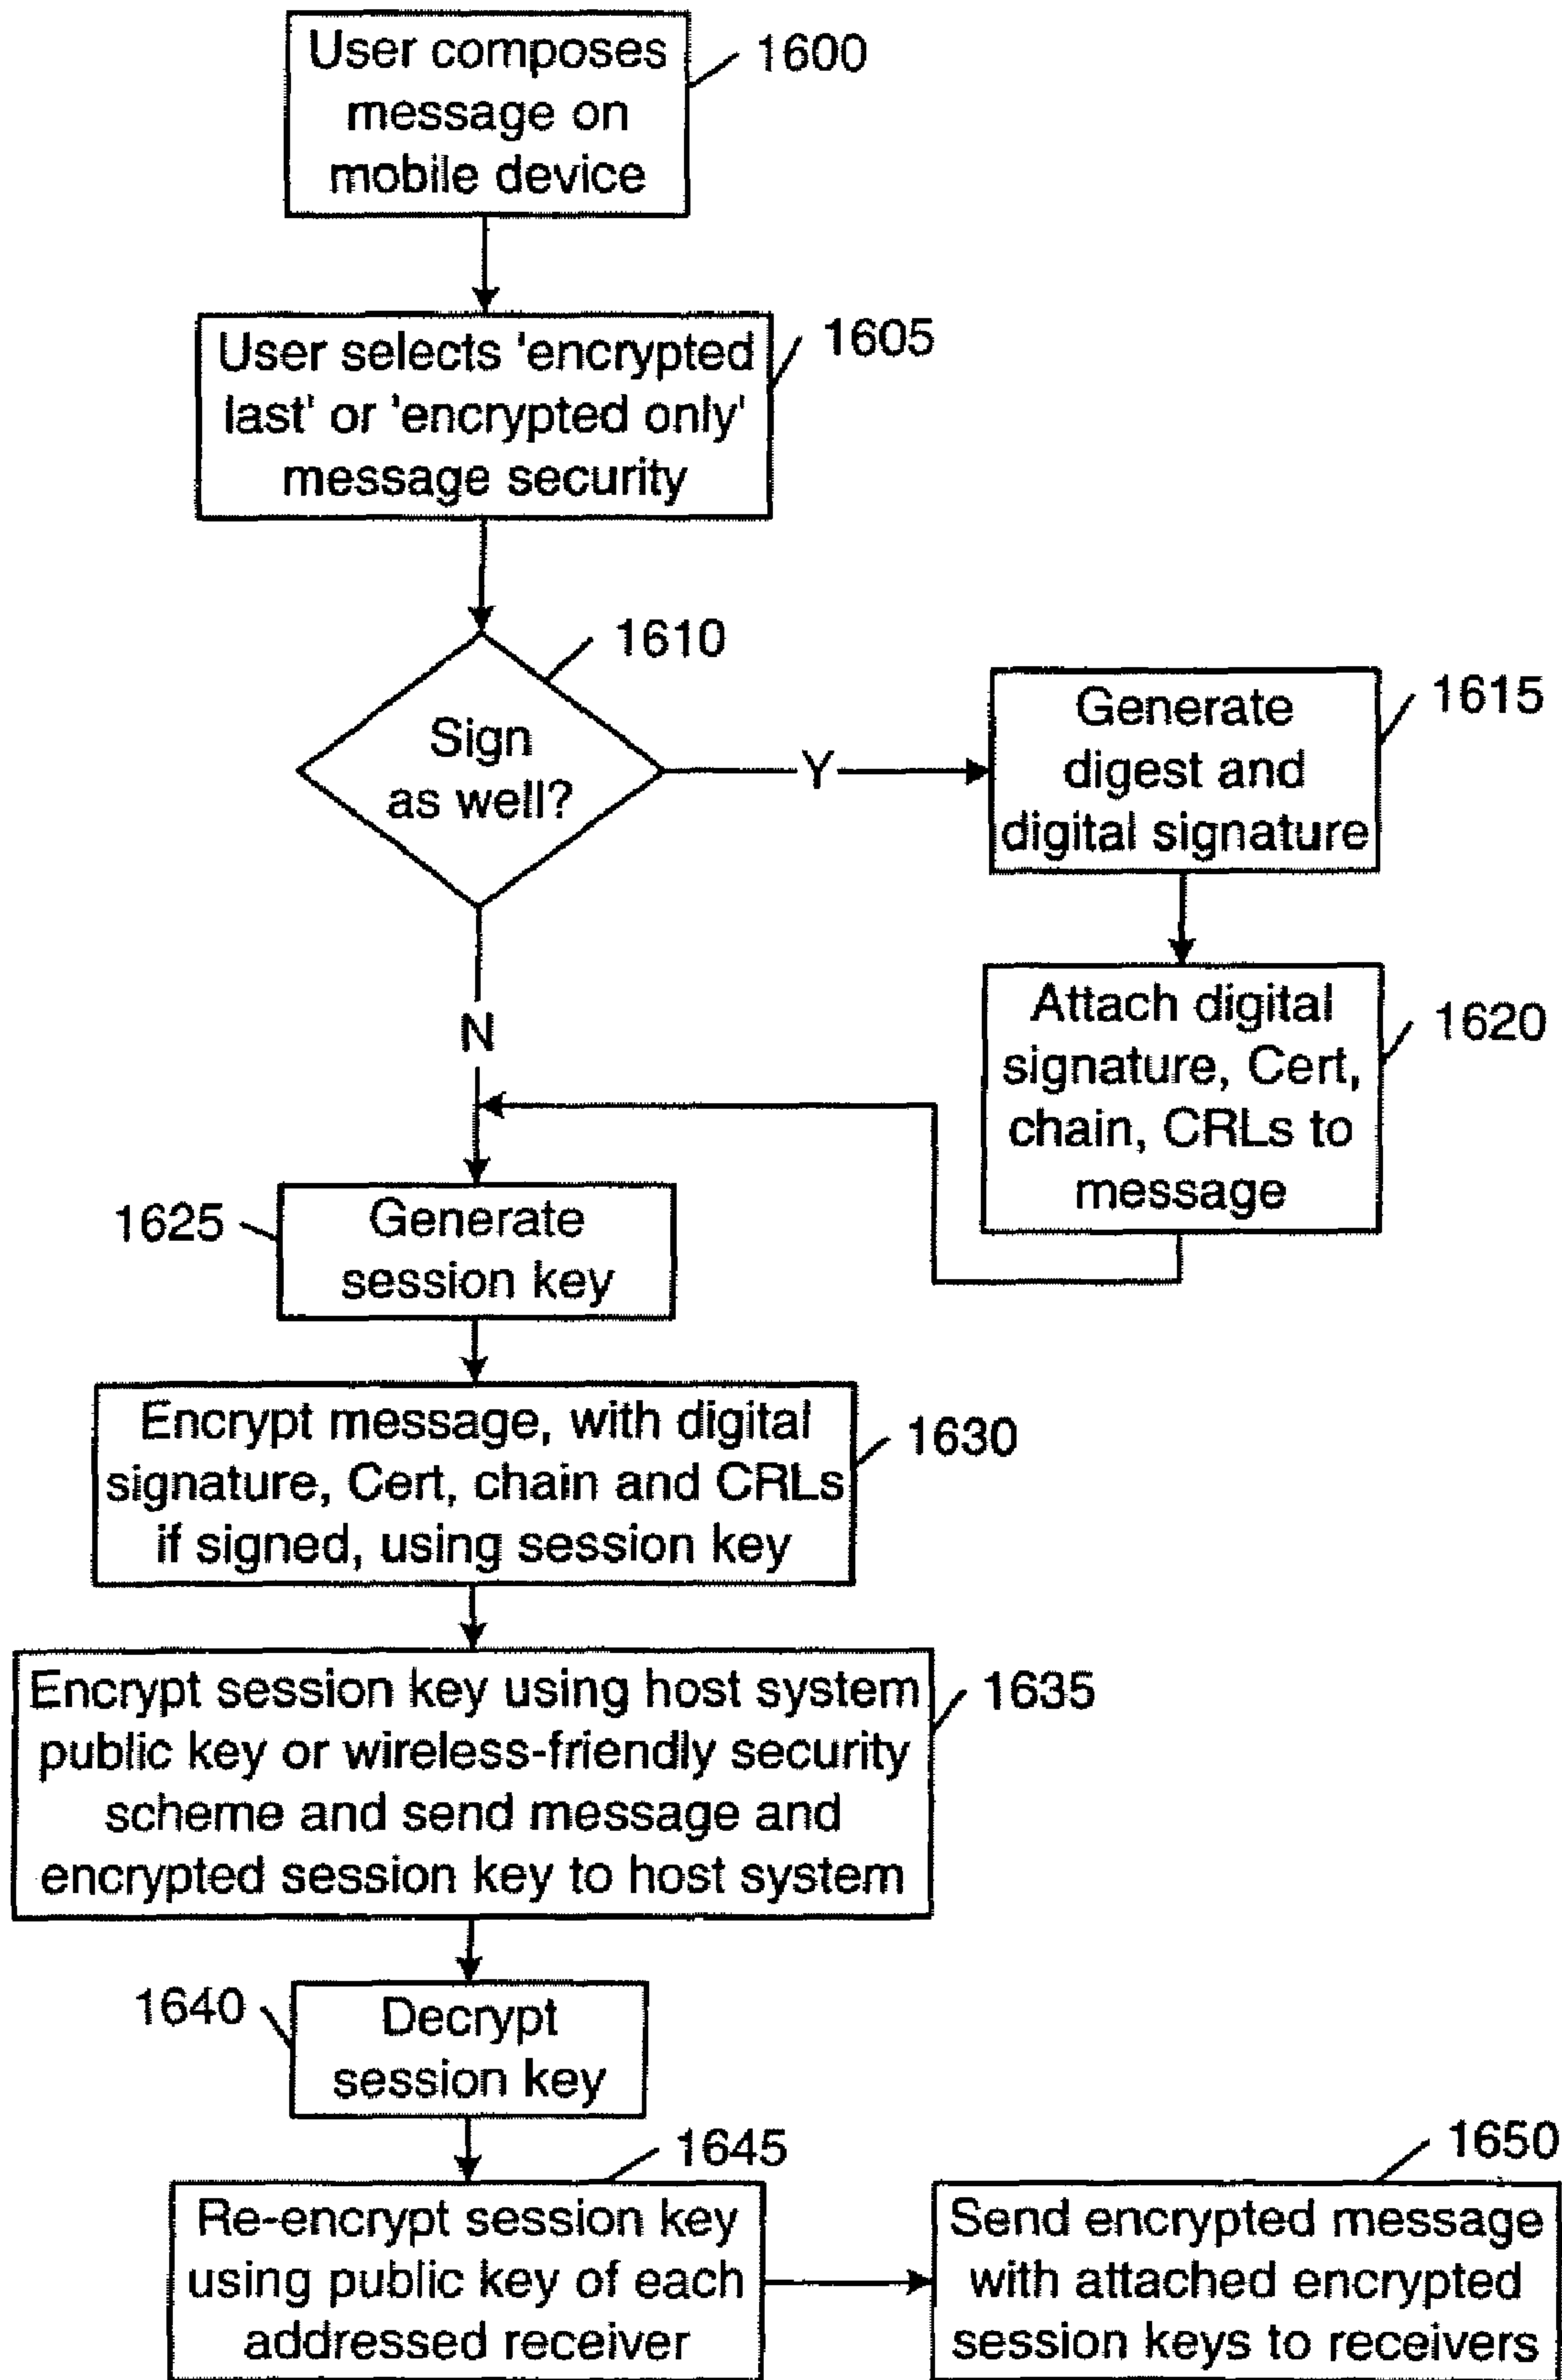 User composes
message on
mobile device
1600
User selects 'encrypted
last' or 'encrypted only'
message security
1605
Sign
as well?
1610
Y
Generate
digest and
digital signature
1615
Attach digital
signature, Cert,
chain, CRLs to
message
1620
N
1625
Generate
session key
Encrypt message, with digital
signature, Cert, chain and CRLs
if signed, using session key
1630
Encrypt session key using host system
public key or wireless-friendly security
scheme and send message and
encrypted session key to host system
1635
1640
Decrypt
session key
1645
Re-encrypt session key
using public key of each
addressed receiver
1650
Send encrypted message
with attached encrypted
session keys to receivers